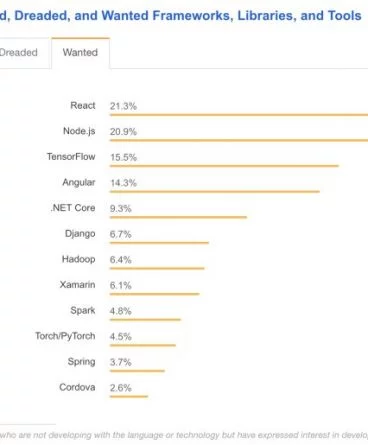 d, Dreaded, and Wanted Frameworks, Libraries, and Tools
Dreaded Wanted
React 21.3%
Node.js 20.9%
TensorFlow 15.5%
Angular 14.3%
.NET Core 9.3%
Django 6.7%
Hadoop 6.4%
Xamarin 6.1%
Spark 4.8%
Torch/PyTorch 4.5%
Spring 3.7%
Cordova 2.6%
who are not developing with the language or technology but have expressed interest in develop